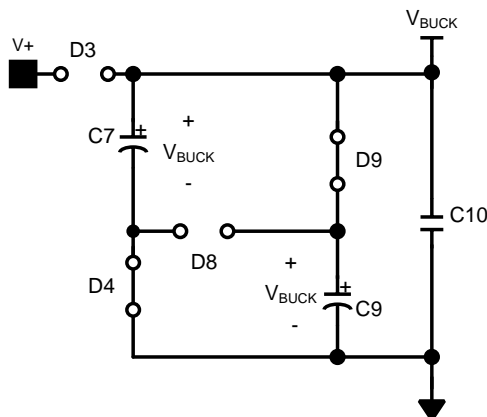 V+
D3
VBUCK
C7
+
+
VBUCK
-
D9
D8
C10
D4
+
VBUCK
+
C9
-